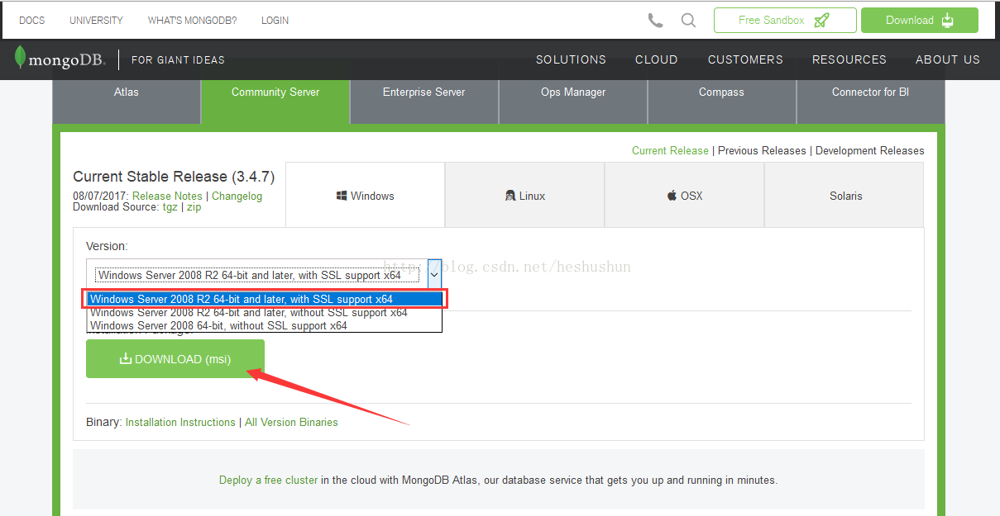 DOCS UNIVERSITY WHAT'S MONGODB? LOGIN Free Sandbox Download
mongoDB. FOR GIANT IDEAS SOLUTIONS CLOUD CUSTOMERS RESOURCES ABOUT US
Atlas Community Server Enterprise Server Ops Manager Compass Connector for BI
Current Release | Previous Releases | Development Releases
Current Stable Release (3.4.7)
08/07/2017: Release Notes | Changelog
Download Source: tgz | zip
Windows Linux OSX Solaris
Version:
http://blog.csdn.net/heshushun
Windows Server 2008 R2 64-bit and later, with SSL support x64
Windows Server 2008 R2 64-bit and later, with SSL support x64
Windows Server 2008 R2 64-bit and later, without SSL support x64
Windows Server 2008 64-bit, without SSL support x64
Installation Package:
DOWNLOAD (msi)
Binary: Installation Instructions | All Version Binaries
Deploy a free cluster in the cloud with MongoDB Atlas, our database service that gets you up and running in minutes.